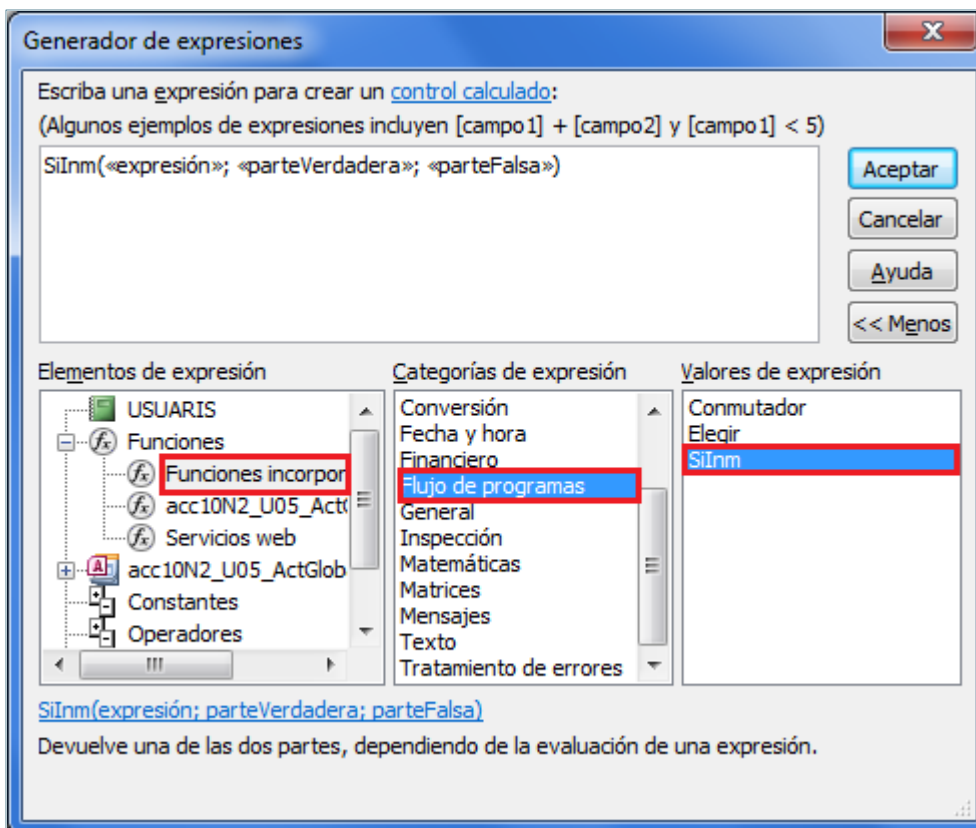 Generador de expresiones
Escriba una expresión para crear un control calculado:
(Algunos ejemplos de expresiones incluyen [campo1] + [campo2] y [campo1] < 5)
SiInm(«expresión»; «parteVerdadera»; «parteFalsa»)
Aceptar
Cancelar
Ayuda
<< Menos
Elementos de expresión
USUARIS
Funciones
Funciones incorpor
acc10N2_U05_Act
Servicios web
acc10N2_U05_ActGlob
Constantes
Operadores
Categorías de expresión
Conversión
Fecha y hora
Financiero
Flujo de programas
General
Inspección
Matemáticas
Matrices
Mensajes
Texto
Tratamiento de errores
Valores de expresión
Conmutador
Elegir
SiInm
SiInm(expresión; parteVerdadera; parteFalsa)
Devuelve una de las dos partes, dependiendo de la evaluación de una expresión.